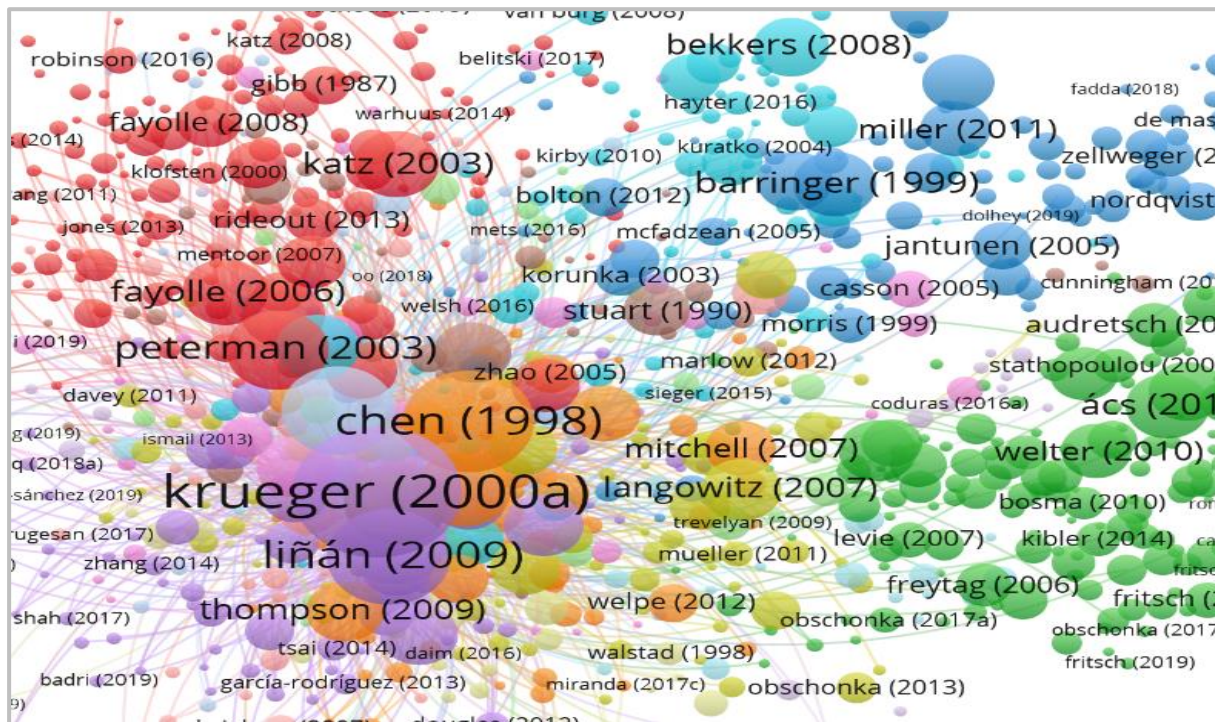 van burg (2008)
katz (2008)
robinson (2016)
belitski (2017)
bekkers (2008)
gibb (1987)
fadda (2018)
hayter (2016)
warhuus (2014)
fayolle (2008)
miller (2011)
de mas
(2014)
kirby (2010)
kuratko (2004)
katz (2003)
zellweger (2
klofsten (2000)
barringer (1999)
ang (2011)
bolton (2012)
nordqvist
rideout (2013)
jones (2013)
mets (2016)
mcfadzean (2005)
dolhey (2019)
jantunen (2005)
mentoor (2007)
oo (2018)
korunka (2003)
cunningham (20
fayolle (2006)
casson (2005)
welsh (2016)
stuart (1990)
morris (1999)
audretsch (20
i (2019)
peterman (2003)
marlow (2012)
stathopoulou (200
zhao (2005)
davey (2011)
sieger (2015)
coduras (2016a)
ács (201
chen (1998)
g (2019)
ismail (2013)
mitchell (2007)
welter (2010)
q (2018a)
krueger (2000a)
langowitz (2007)
-sánchez (2019)
bosma (2010)
ror
trevelyan (2009)
rugesan (2017)
levie (2007)
kibler (2014)
ca
liñán (2009)
mueller (2011)
zhang (2014)
fritsc
freytag (2006)
thompson (2009)
welpe (2012)
fritsch (2
shah (2017)
obschonka (2017a)
obschonka (2017
tsai (2014)
daim (2016)
walstad (1998)
fritsch (2019)
badri (2019)
garcía-rodríguez (2013)
miranda (2017c)
obschonka (2013)
9)